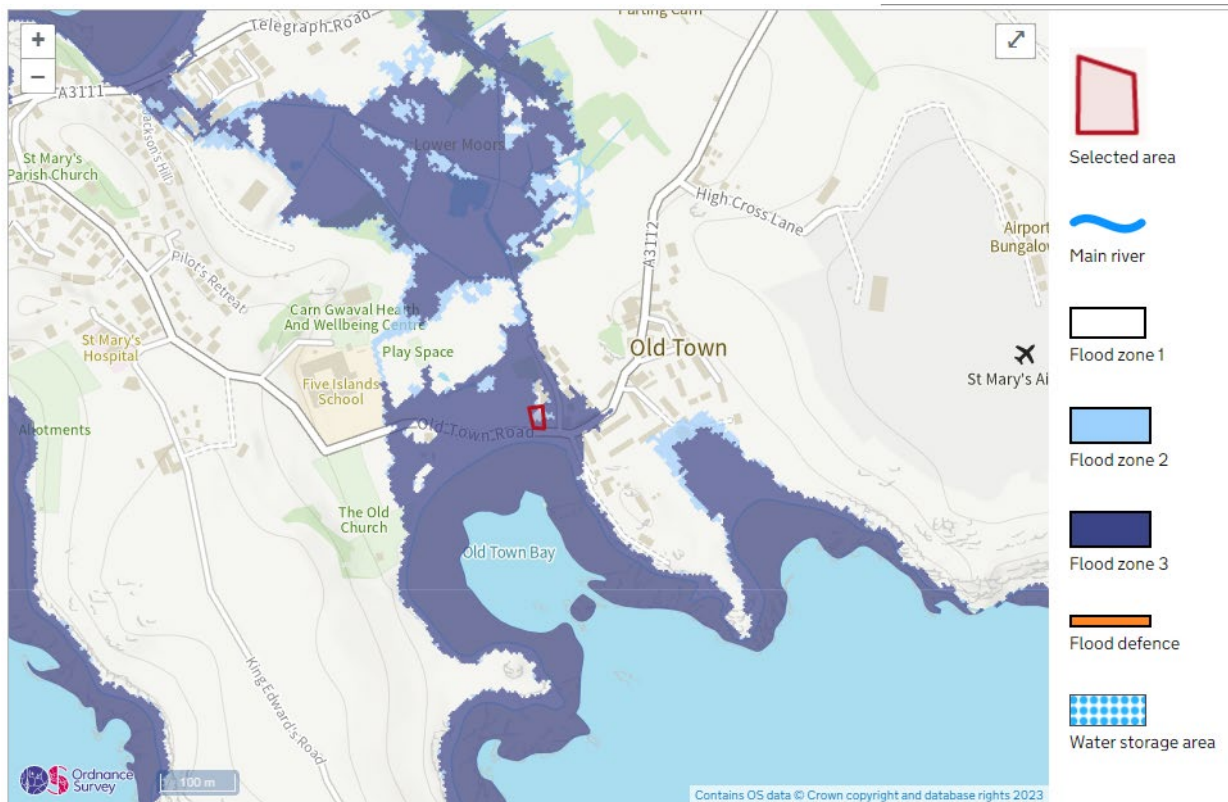 Parting Carn
Telegraph Road
+
−
A3111
Jackson's Hill
Lower Moors
St Mary's
Parish Church
High Cross Lane
Airport
Bungalow
A3112
Pilot's Retreat
Carn Gwaval Health
And Wellbeing Centre
St Mary's
Hospital
Play Space
Old Town
St Mary's Ai
Five Islands
School
Allotments
Old Town Road
The Old
Church
Old Town Bay
King Edward's Road
Ordnance
Survey
100 m
Contains OS data © Crown copyright and database rights 2023
Selected area
Main river
Flood zone 1
Flood zone 2
Flood zone 3
Flood defence
Water storage area